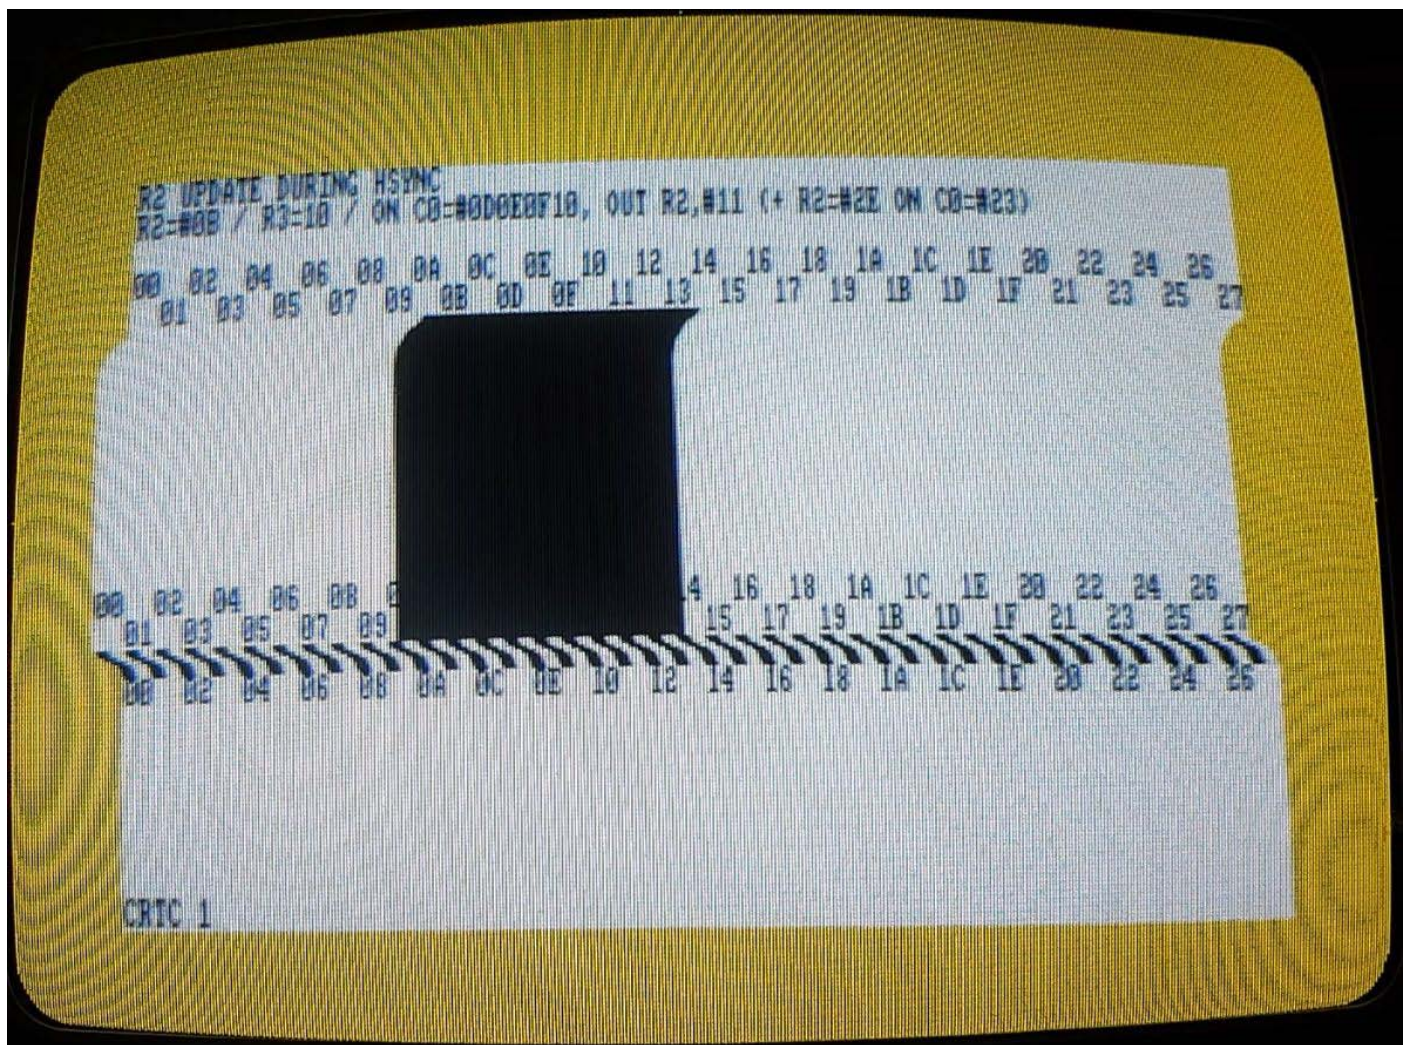 R2 UPDATE DURING HSYNC
R2=#0B / R3=10 / ON C0=#0D0E0F10, OUT R2,#11 (+ R2=#2E ON C0=#23)
00 02 04 06 08 0A 0C 0E 10 12 14 16 18 1A 1C 1E 20 22 24 26
01 03 05 07 09 0B 0D 0F 11 13 15 17 19 1B 1D 1F 21 23 25 27
00 02 04 06 08 4 16 18 1A 1C 1E 20 22 24 26
01 03 05 07 09 15 17 19 1B 1D 1F 21 23 25 27
00 02 04 06 08 0A 0C 0E 10 12 14 16 18 1A 1C 1E 20 22 24 26
CRTC 1